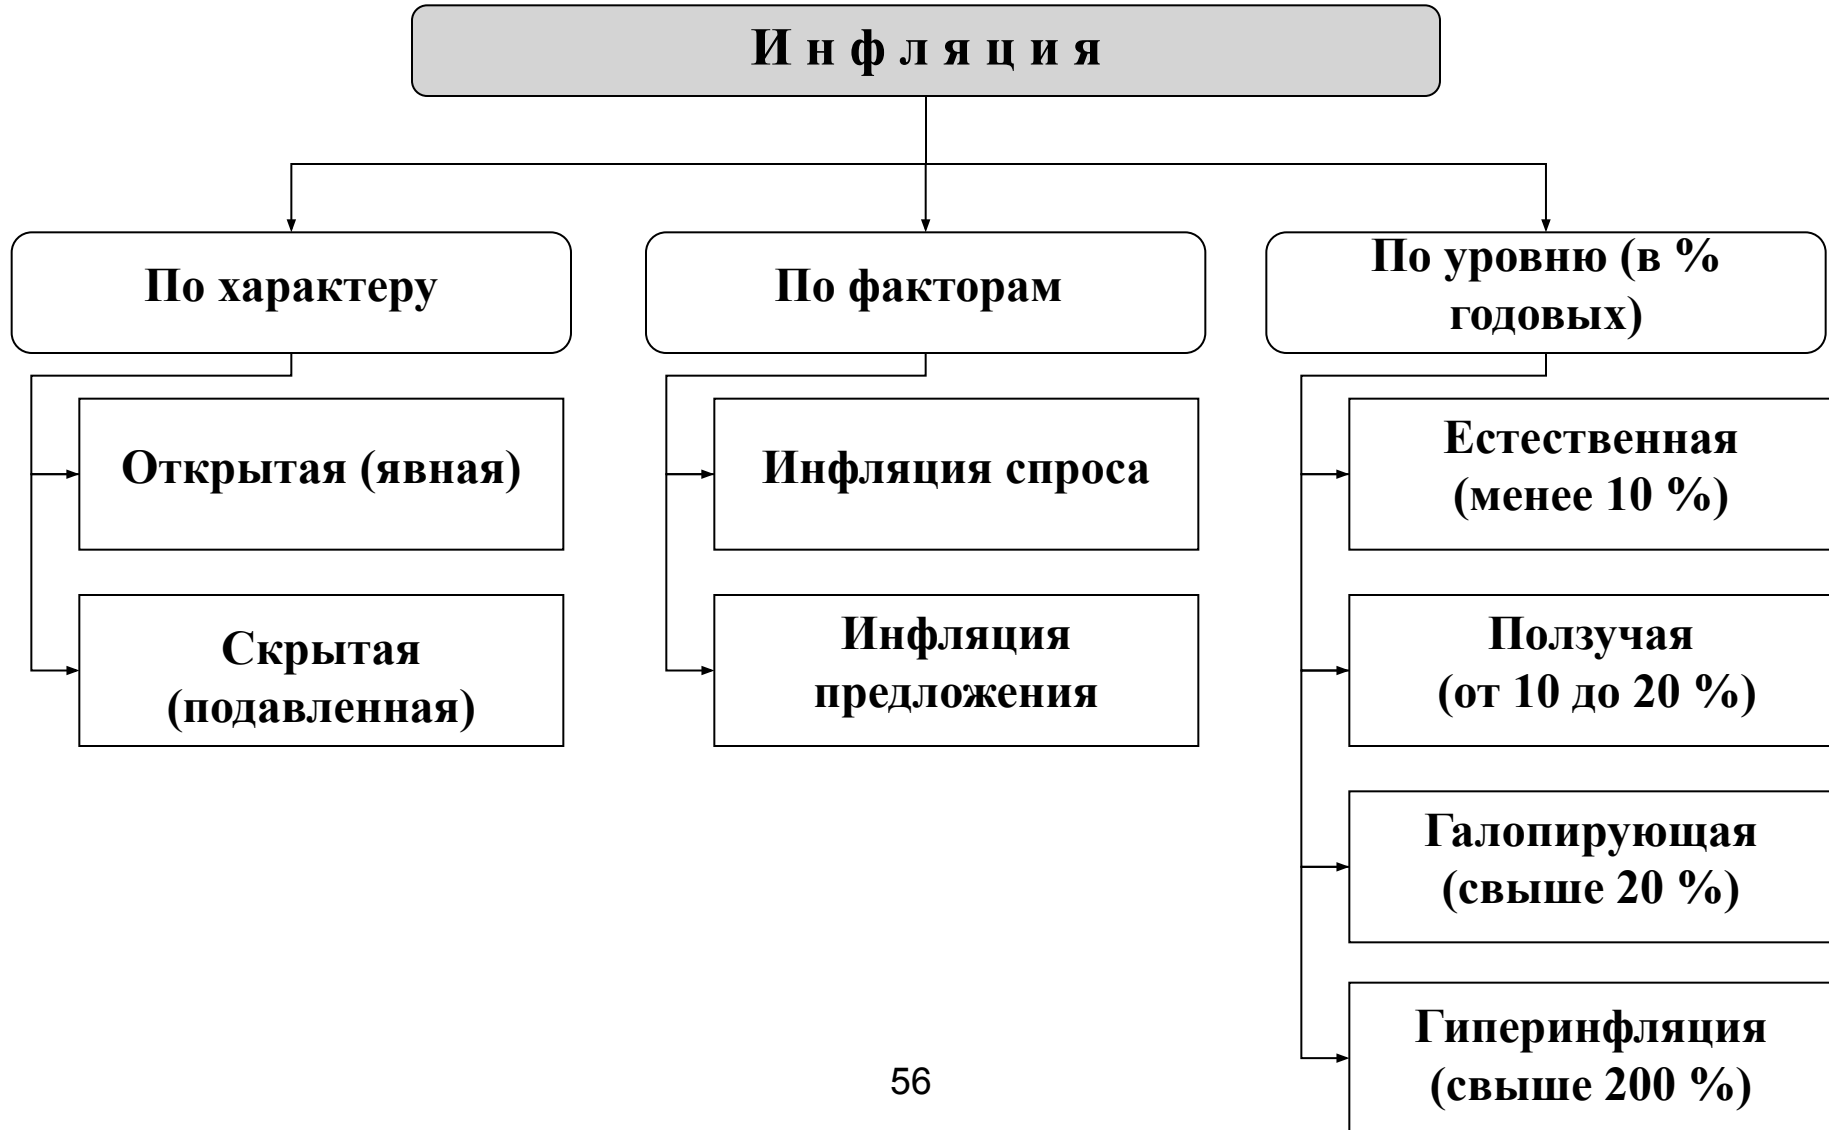 И н ф л я ц и я
По характеру
Открытая (явная)
Скрытая
(подавленная)
По факторам
Инфляция спроса
Инфляция
предложения
По уровню (в %
годовых)
Естественная
(менее 10 %)
Ползучая
(от 10 до 20 %)
Галопирующая
(свыше 20 %)
Гиперинфляция
(свыше 200 %)
56